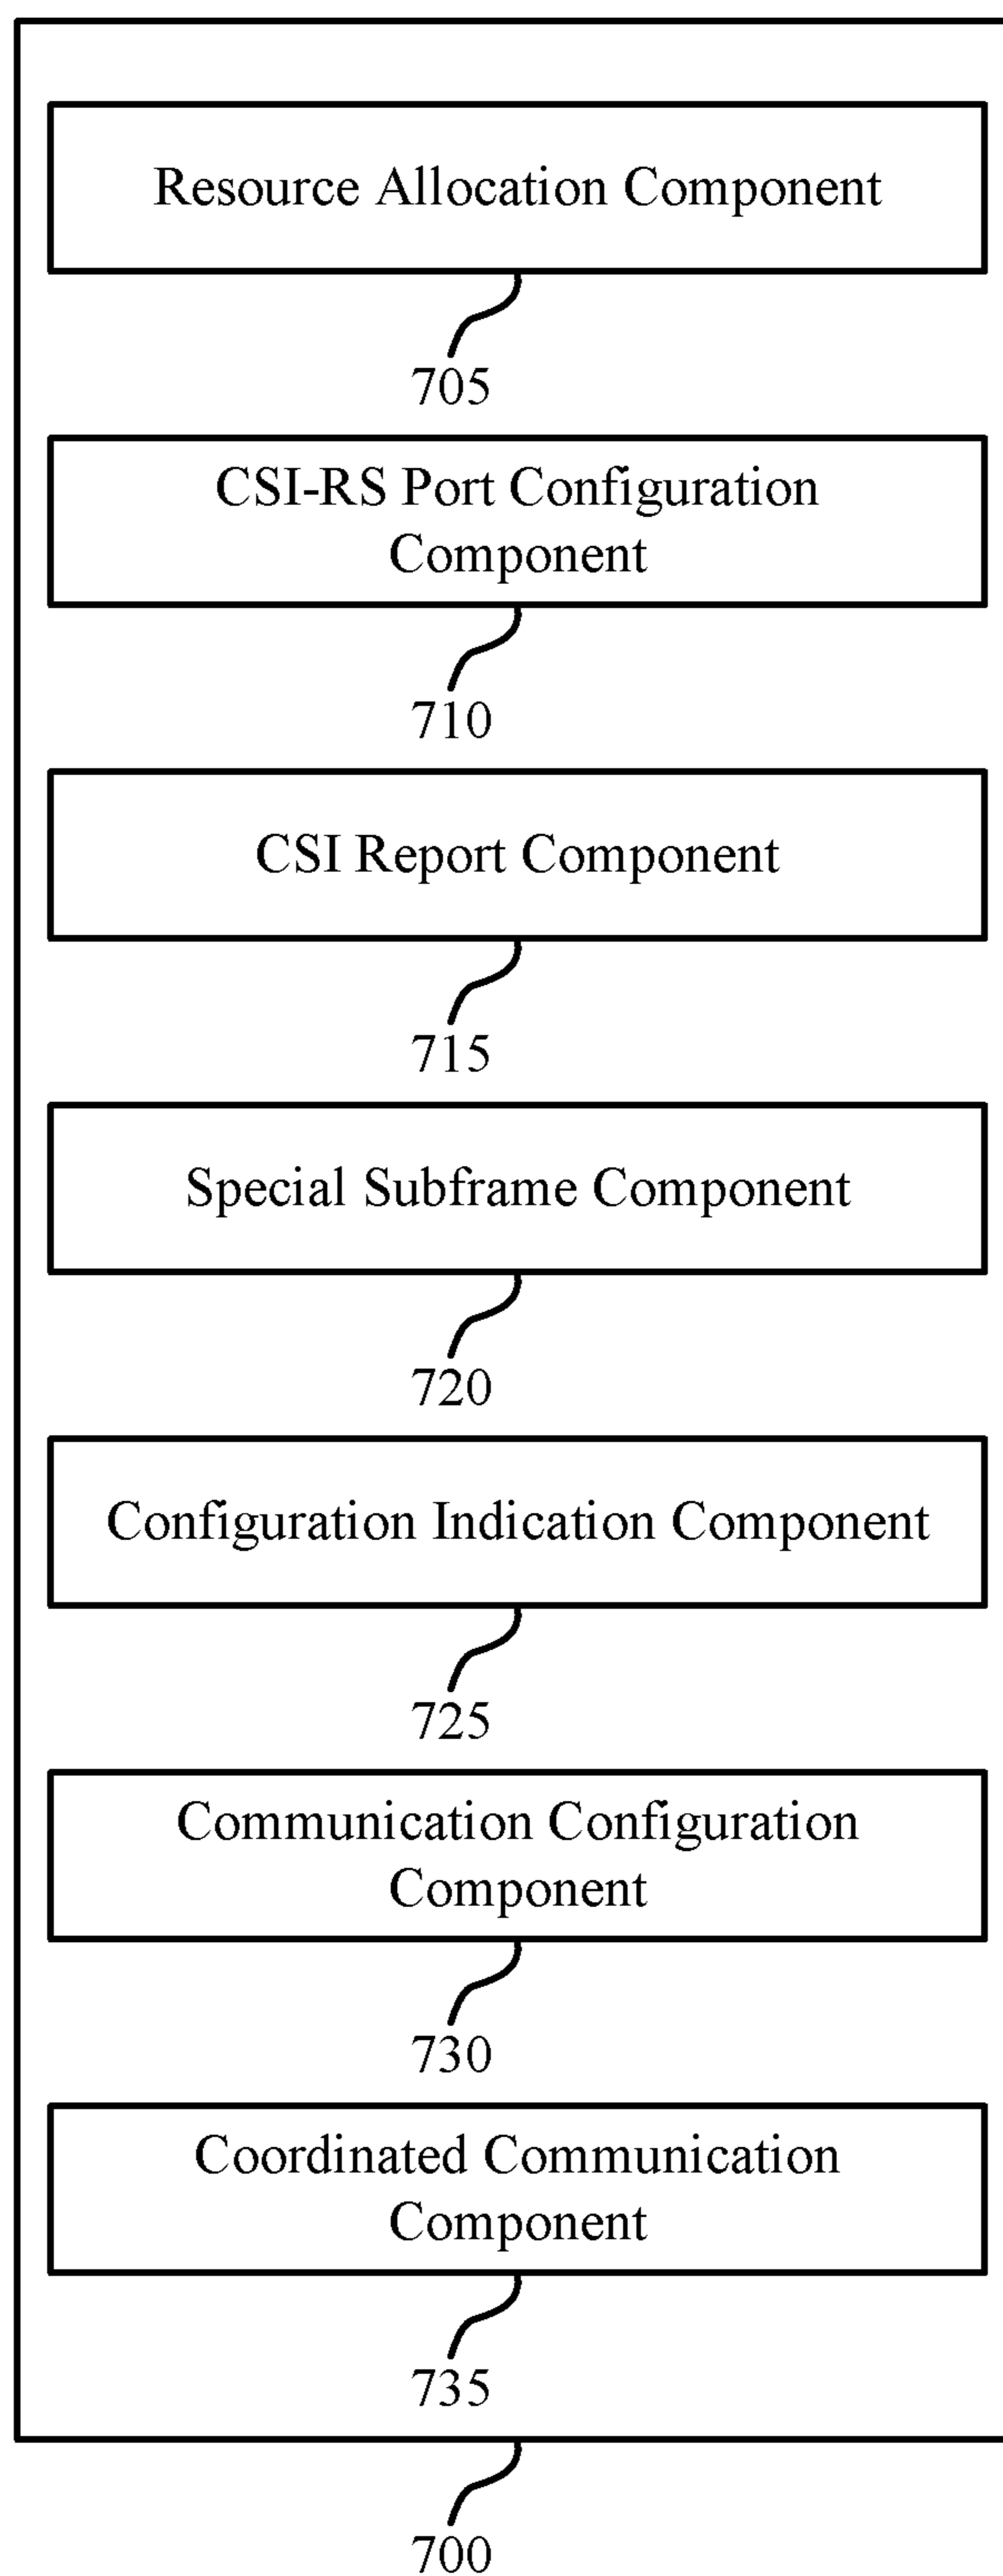 Resource Allocation Component
705
CSI-RS Port Configuration
Component
710
CSI Report Component
715
Special Subframe Component
720
Configuration Indication Component
725
Communication Configuration
Component
730
Coordinated Communication
Component
735
700